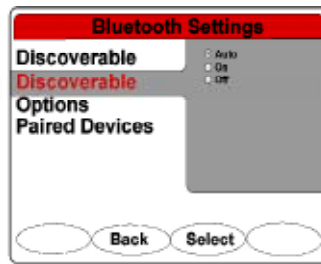 Bluetooth Settings
Discoverable
Discoverable
Options
Paired Devices
Auto
On
Off
Back Select